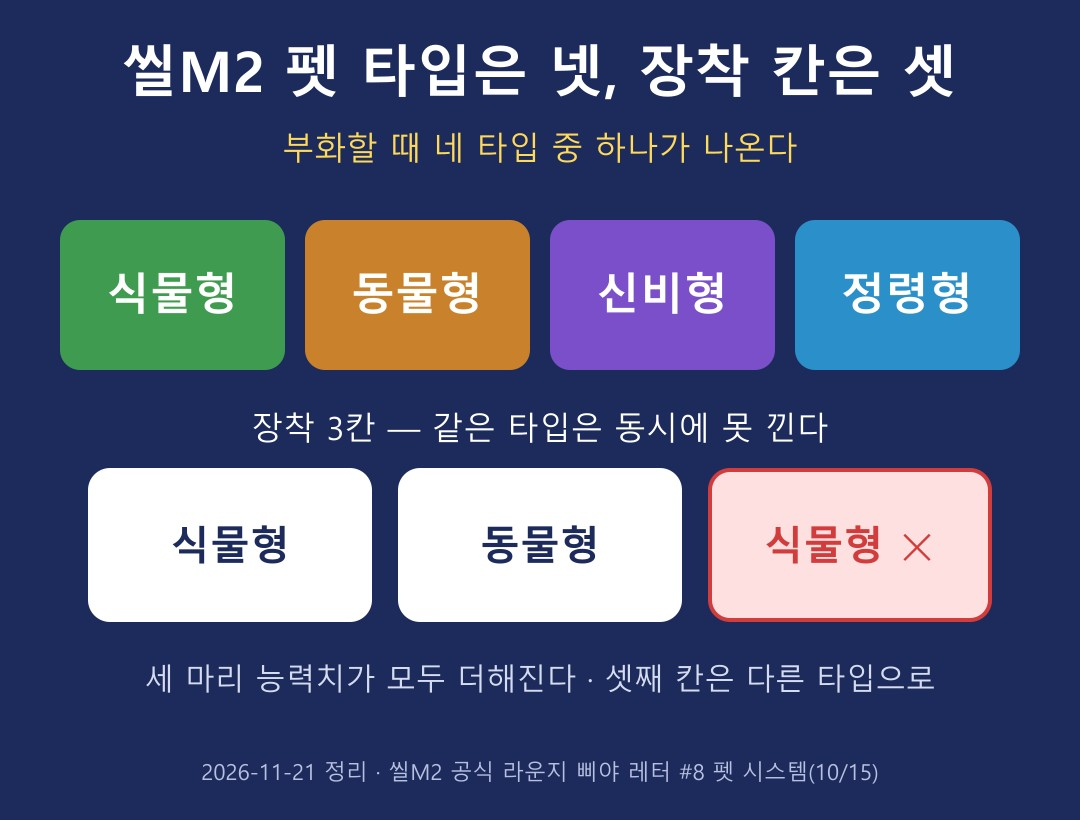 씰M2 펫 타입은 넷, 장착 칸은 셋
부화할 때 네 타입 중 하나가 나온다
식물형 동물형 신비형 정령형
장착 3칸 — 같은 타입은 동시에 못 낀다
식물형 동물형 식물형 ×
세 마리 능력치가 모두 더해진다 · 셋째 칸은 다른 타입으로
2026-11-21 정리 · 씰M2 공식 라운지 삐야 레터 #8 펫 시스템(10/15)